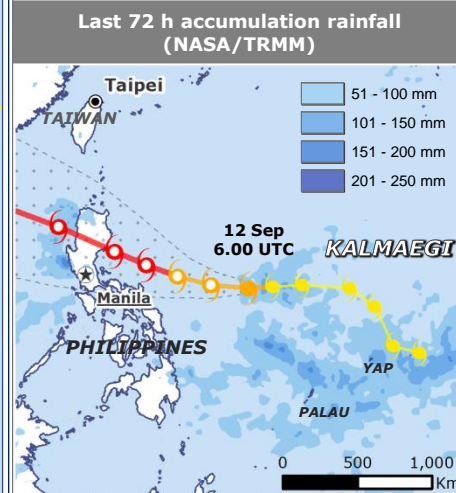 Last 72 h accumulation rainfall
(NASA/TRMM)
Taipei
TAIWAN
51 - 100 mm
101 - 150 mm
151 - 200 mm
201 - 250 mm
12 Sep
6.00 UTC
KALMAEGI
Manila
PHILIPPINES
YAP
PALAU
0 500 1,000
Km